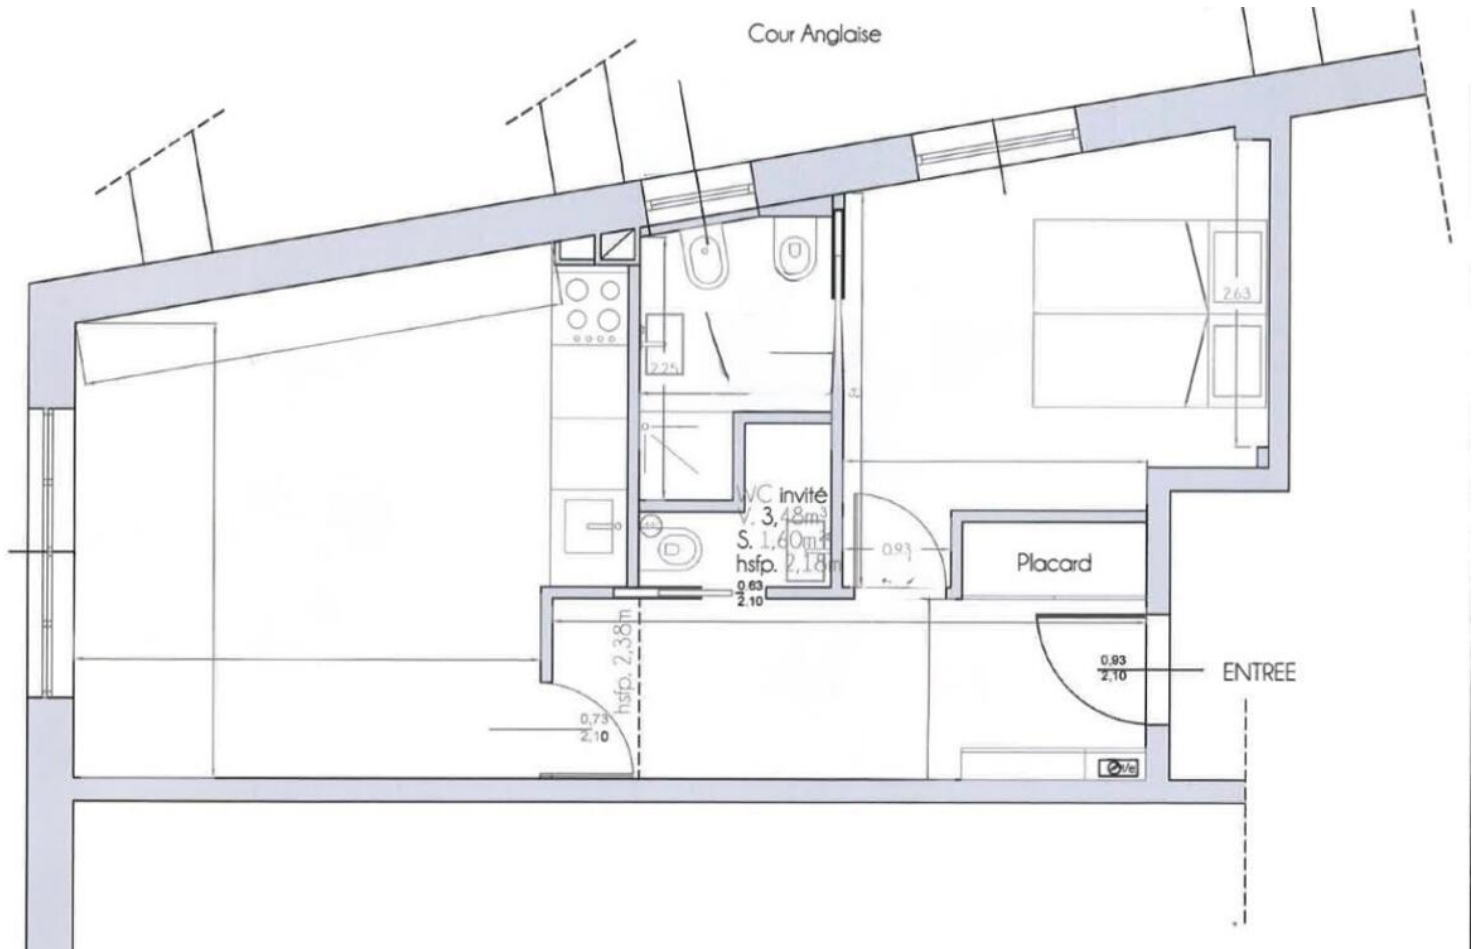 Cour Anglaise
2.63
2.25
WC invité
V. 3,48m³
S. 1,60m²
hsfp. 2,18m
0.93
Placard
0.63
2.10
hsfp. 2,38m
0,93
2,10
ENTREE
0,73
2,10